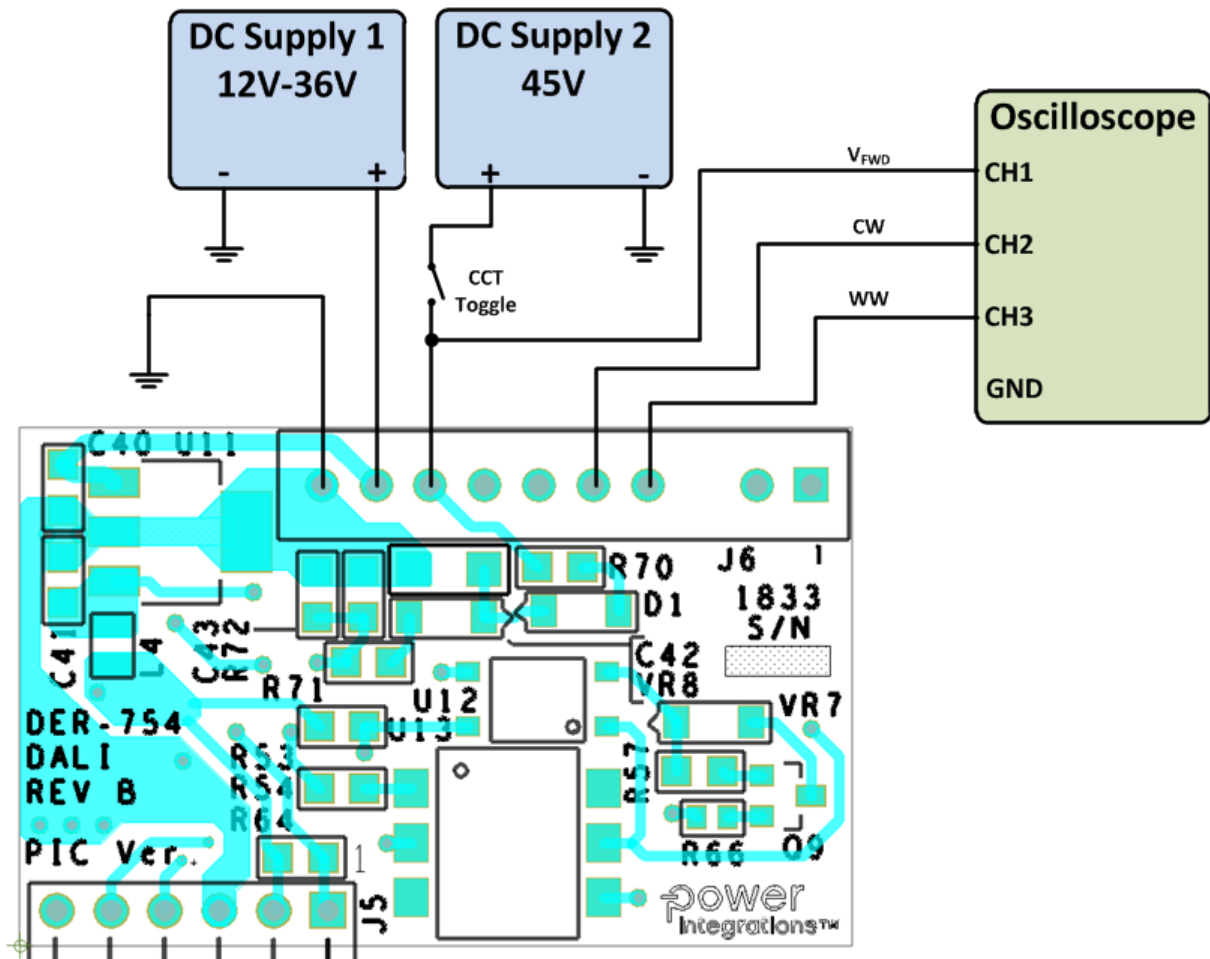 DC Supply 1
12V-36V
- +
DC Supply 2
45V
+ -
Oscilloscope
CH1
CH2
CH3
GND
VFWD
CW
WW
CCT
Toggle
C40 U11
J6 1
R70
D1
1833
S/N
C41
L4
C43
R72
C42
VR8
R71
U12
U13
VR7
DER-754
DALI
REV B
R53
R54
R64
R57
PIC Ver.
1
J5
R66
Q9
power
integrations™